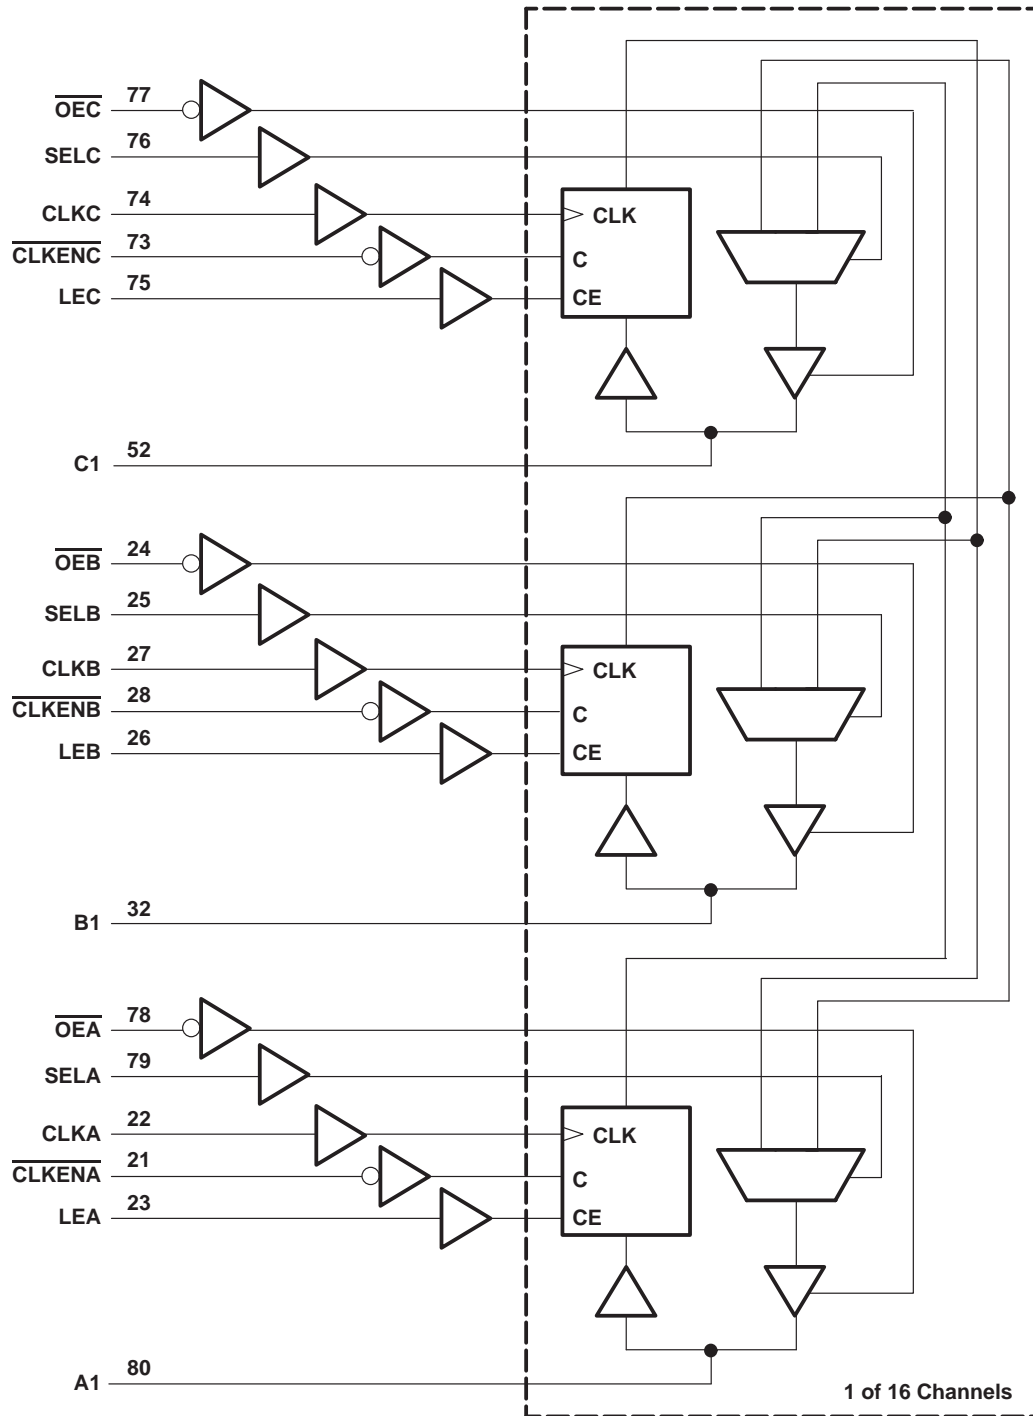 OEC 77
SELC 76
CLKC 74
CLKENC 73
LEC 75
CLK
C
CE
C1 52
OEB 24
SELB 25
CLKB 27
CLKENB 28
LEB 26
CLK
C
CE
B1 32
OEA 78
SELA 79
CLKA 22
CLKENA 21
LEA 23
CLK
C
CE
A1 80
1 of 16 Channels